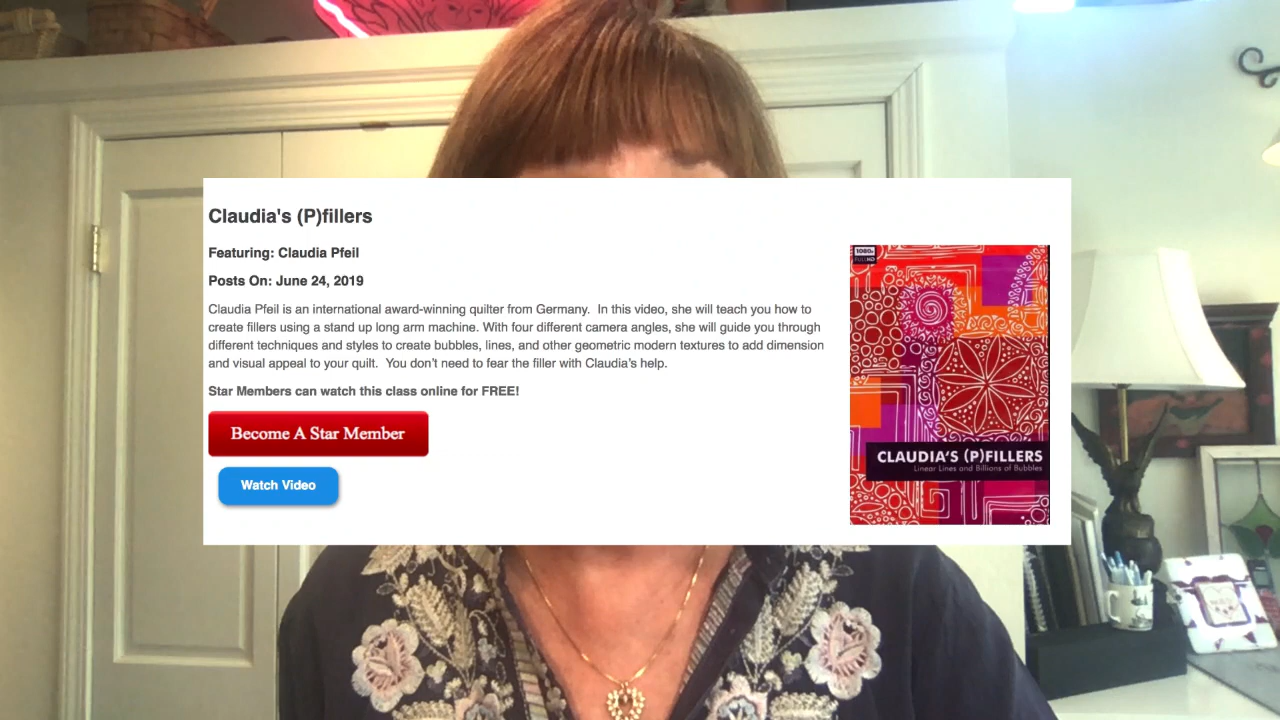 Claudia's (P)fillers
Featuring: Claudia Pfeil
Posts On: June 24, 2019
Claudia Pfeil is an international award-winning quilter from Germany.  In this video, she will teach you how to
create fillers using a stand up long arm machine. With four different camera angles, she will guide you through
different techniques and styles to create bubbles, lines, and other geometric modern textures to add dimension
and visual appeal to your quilt.  You don’t need to fear the filler with Claudia’s help.
Star Members can watch this class online for FREE!
Become A Star Member
Watch Video
1080p
FULL HD
CLAUDIA'S (P)FILLERS
Linear Lines and Billions of Bubbles